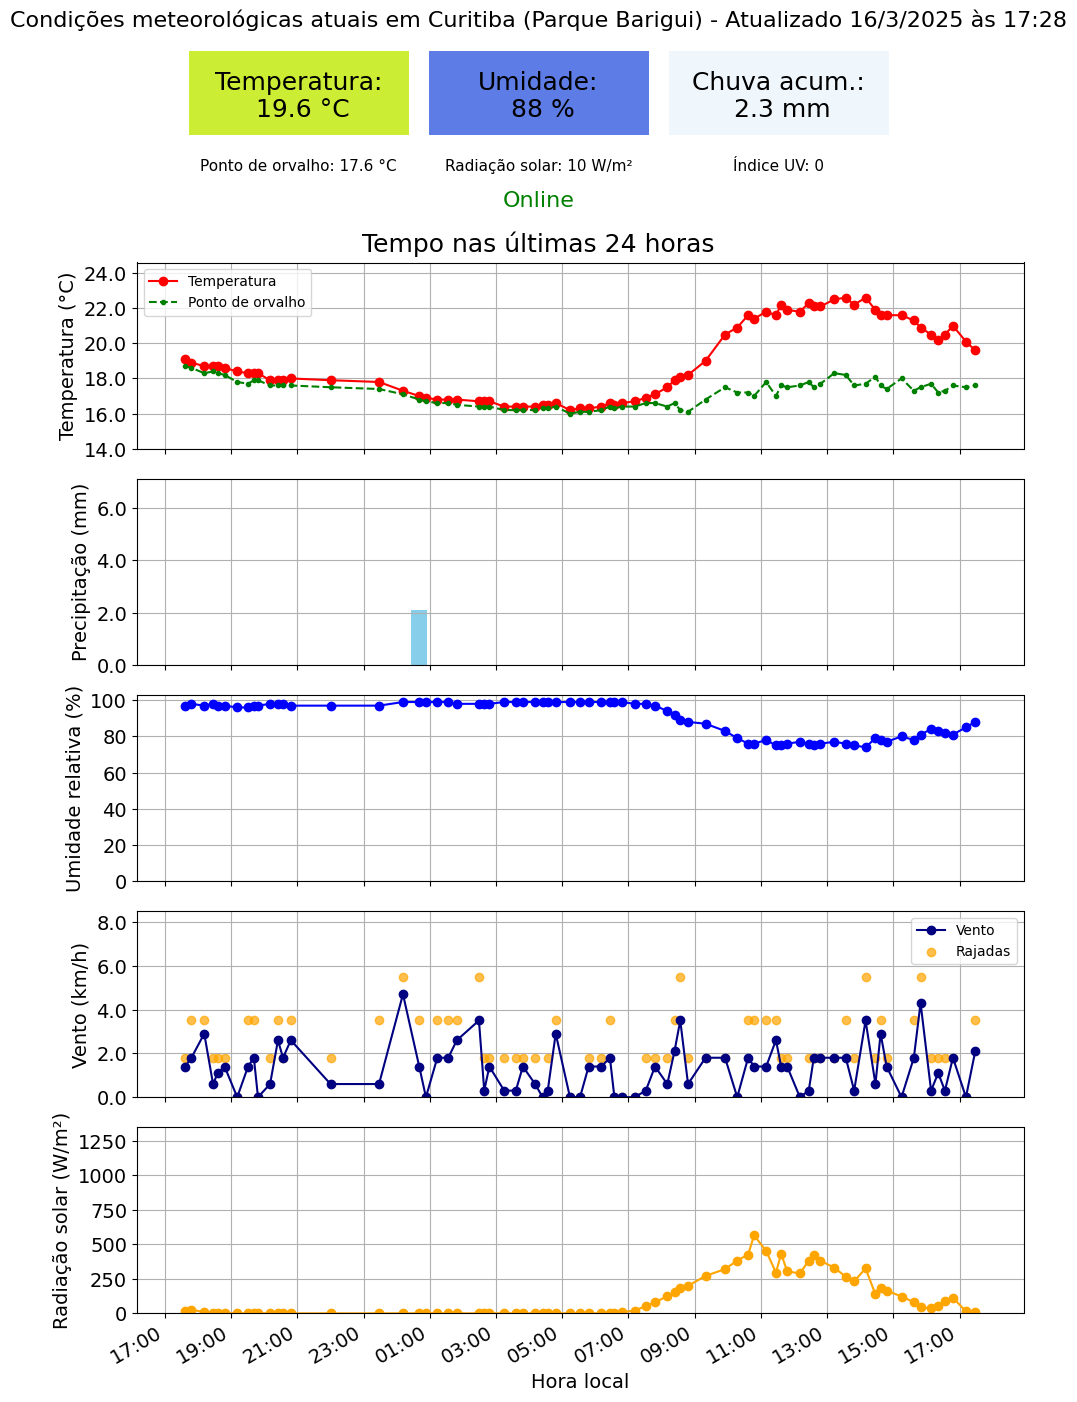 Condições meteorológicas atuais em Curitiba (Parque Barigui) - Atualizado 16/3/2025 às 17:28
Temperatura:
19.6 °C
Umidade:
88 %
Chuva acum.:
2.3 mm
Ponto de orvalho: 17.6 °C
Radiação solar: 10 W/m²
Índice UV: 0
Online
Tempo nas últimas 24 horas
Temperatura (°C)
24.0
22.0
20.0
18.0
16.0
14.0
Temperatura
Ponto de orvalho
Precipitação (mm)
6.0
4.0
2.0
0.0
Umidade relativa (%)
100
80
60
40
20
0
Vento (km/h)
8.0
6.0
4.0
2.0
0.0
Vento
Rajadas
Radiação solar (W/m²)
1250
1000
750
500
250
0
17:00
19:00
21:00
23:00
01:00
03:00
05:00
07:00
09:00
11:00
13:00
15:00
17:00
Hora local